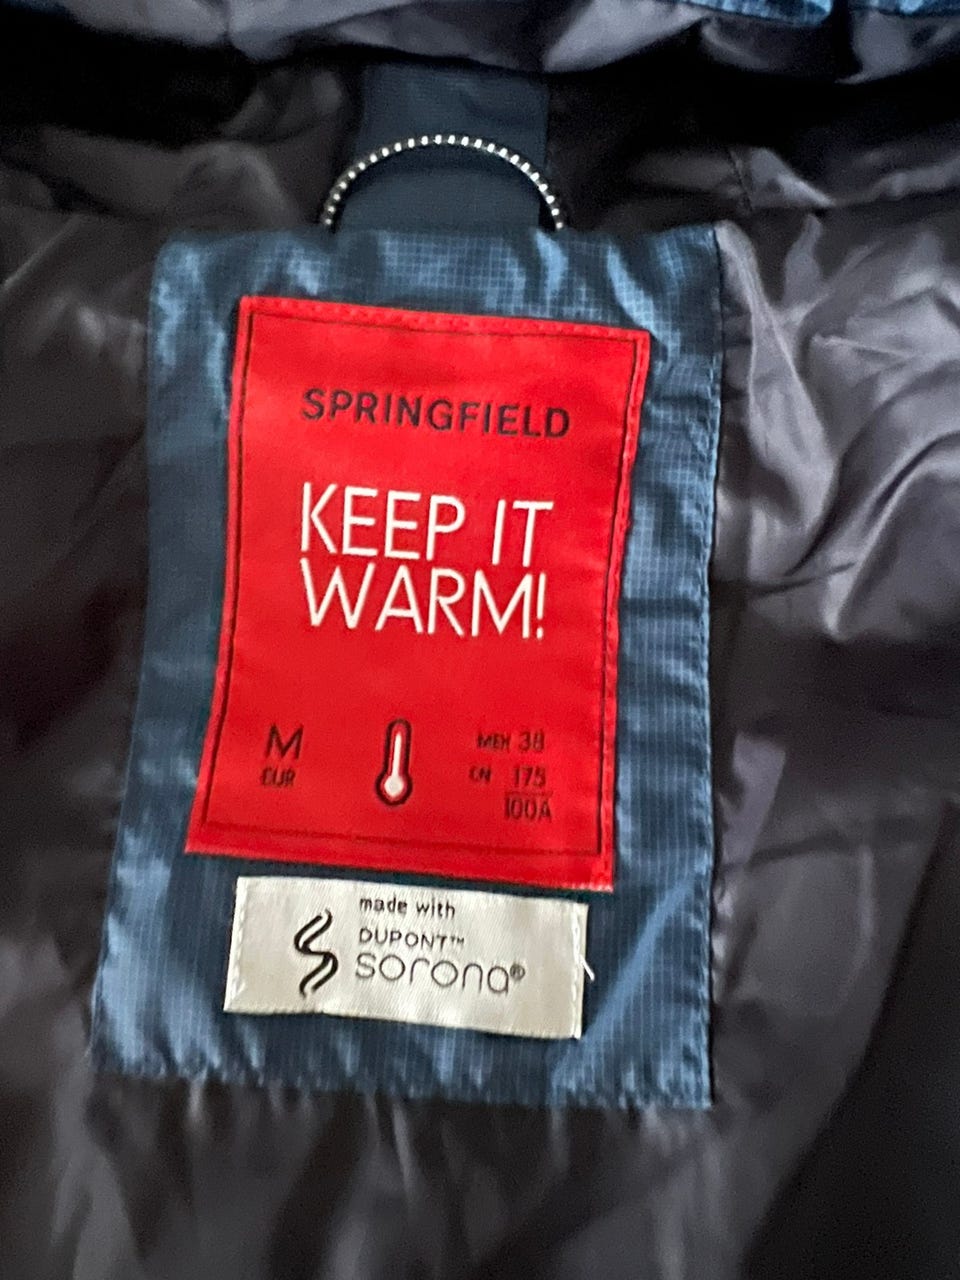 SPRINGFIELD
KEEP IT
WARM!
M
EUR
MEX 38
CN 175
100A
made with
DUPONT™
sorona®